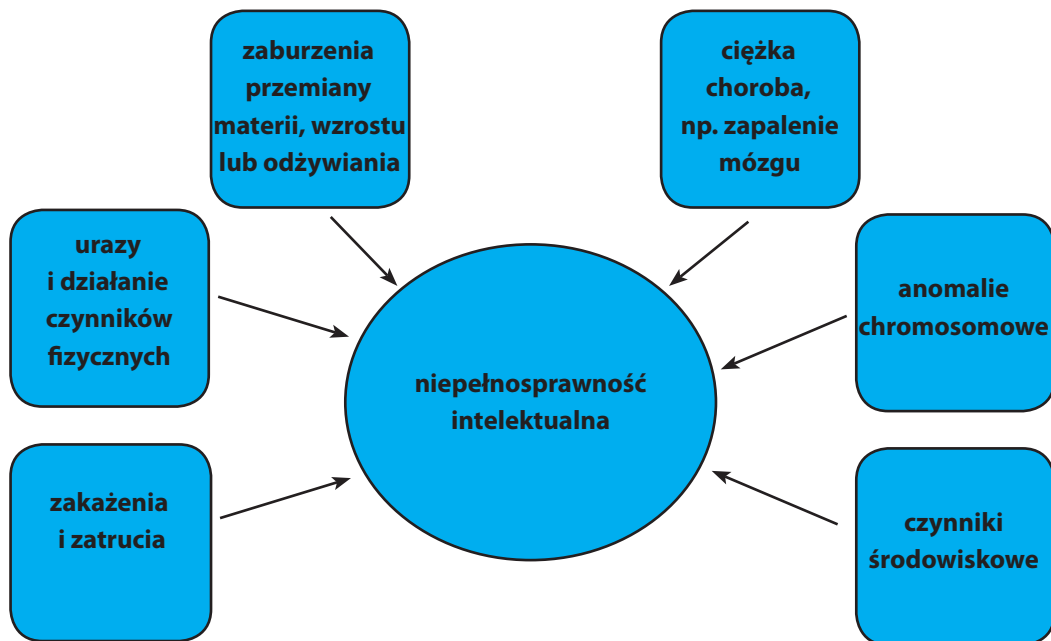 zaburzenia
przemiany
materii, wzrostu
lub odżywiania
ciężka
choroba,
np. zapalenie
mózgu
urazy
i działanie
czynników
fizycznych
anomalie
chromosomowe
niepełnosprawność
intelektualna
zakażenia
i zatrucia
czynniki
środowiskowe